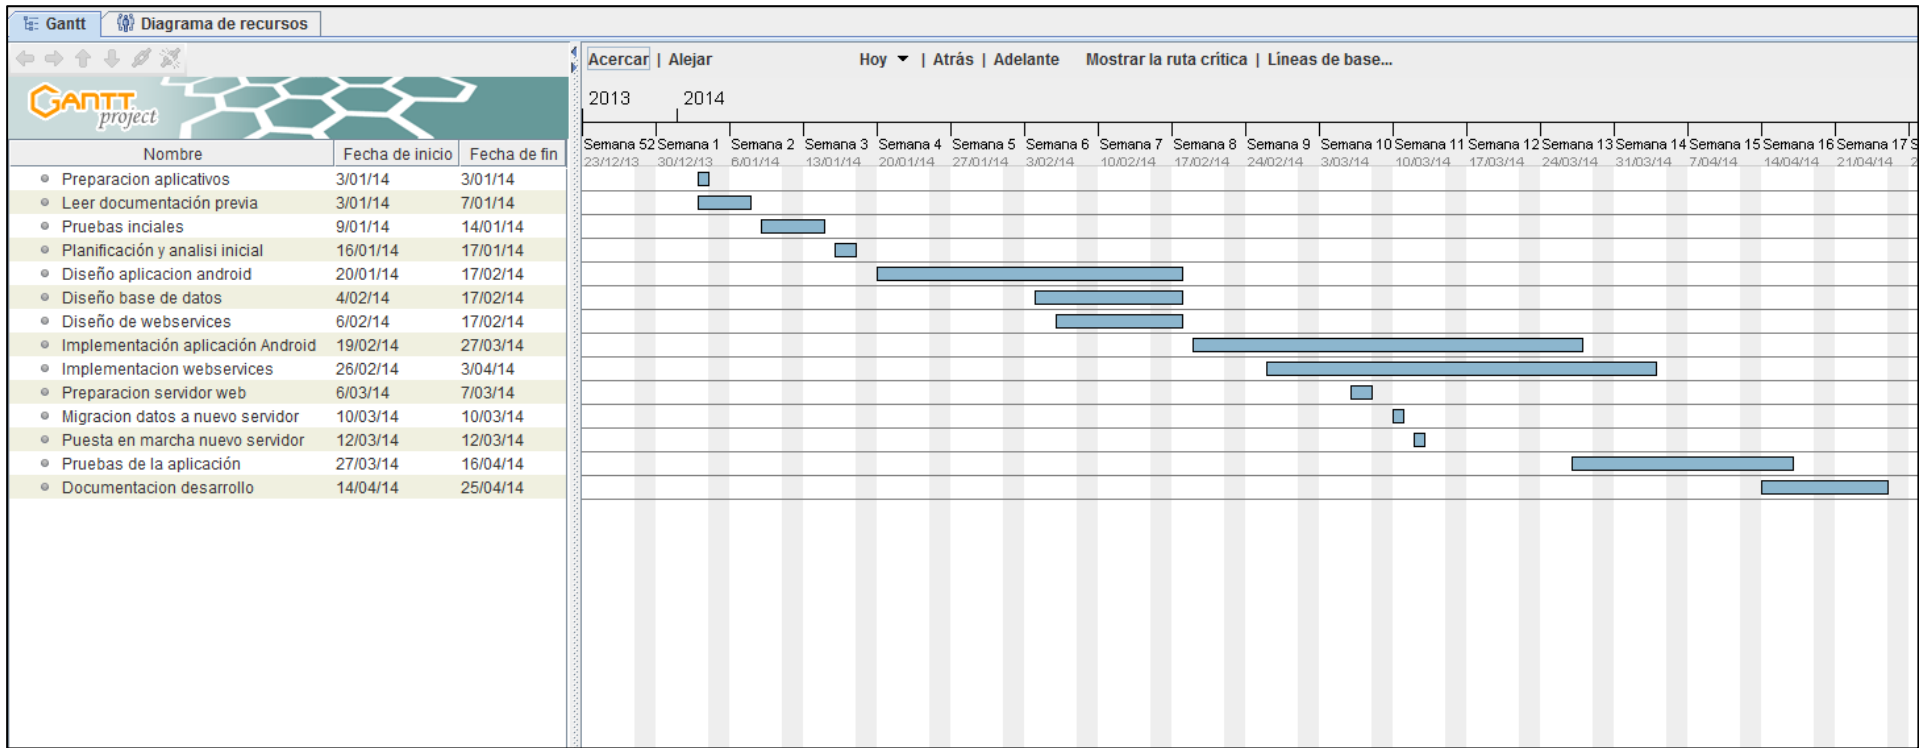 Gantt Diagrama de recursos
Acercar | Alejar Hoy | Atrás | Adelante Mostrar la ruta crítica | Líneas de base...
GANTT
project
2013 2014
Semana 52 Semana 1 Semana 2 Semana 3 Semana 4 Semana 5 Semana 6 Semana 7 Semana 8 Semana 9 Semana 10 Semana 11 Semana 12 Semana 13 Semana 14 Semana 15 Semana 16 Semana 17 S
23/12/13 30/12/13 6/01/14 13/01/14 20/01/14 27/01/14 3/02/14 10/02/14 17/02/14 24/02/14 3/03/14 10/03/14 17/03/14 24/03/14 31/03/14 7/04/14 14/04/14 21/04/14 2
Nombre Fecha de inicio Fecha de fin
Preparacion aplicativos 3/01/14 3/01/14
Leer documentación previa 3/01/14 7/01/14
Pruebas inciales 9/01/14 14/01/14
Planificación y analisi inicial 16/01/14 17/01/14
Diseño aplicacion android 20/01/14 17/02/14
Diseño base de datos 4/02/14 17/02/14
Diseño de webservices 6/02/14 17/02/14
Implementación aplicación Android 19/02/14 27/03/14
Implementacion webservices 26/02/14 3/04/14
Preparacion servidor web 6/03/14 7/03/14
Migracion datos a nuevo servidor 10/03/14 10/03/14
Puesta en marcha nuevo servidor 12/03/14 12/03/14
Pruebas de la aplicación 27/03/14 16/04/14
Documentacion desarrollo 14/04/14 25/04/14